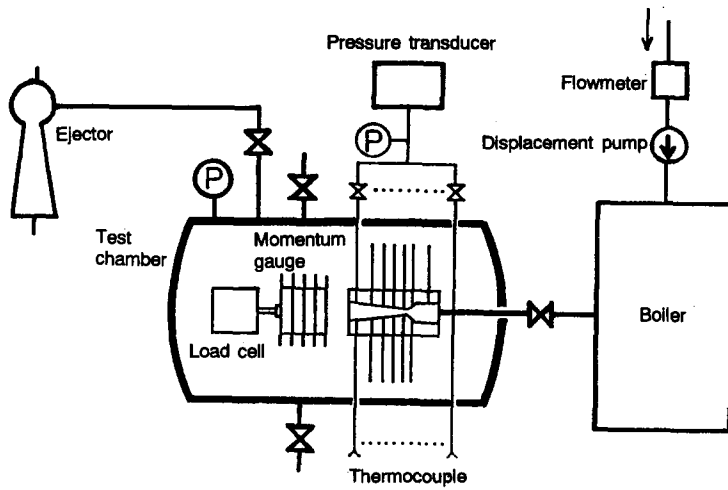 Pressure transducer
Flowmeter
Ejector
P
Displacement pump
P
Test
chamber
Momentum
gauge
Boiler
Load cell
Thermocouple